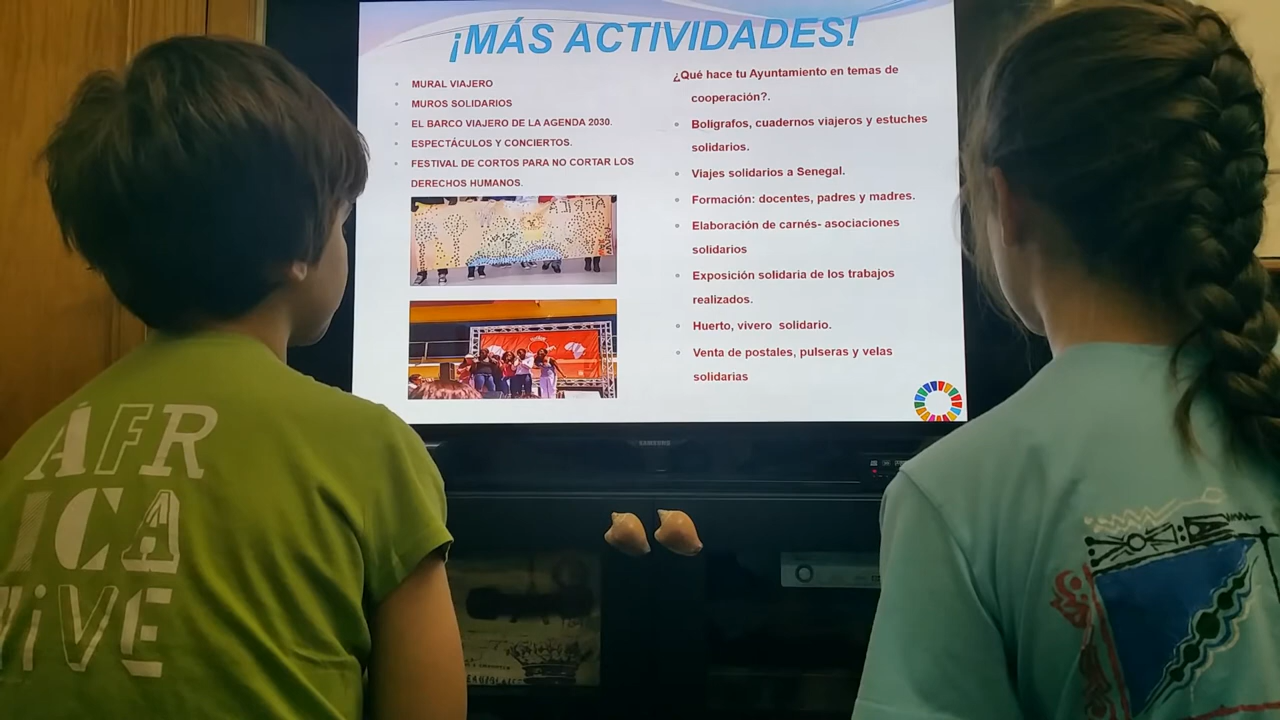 ¡MÁS ACTIVIDADES!
MURAL VIAJERO
MUROS SOLIDARIOS
EL BARCO VIAJERO DE LA AGENDA 2030.
ESPECTÁCULOS Y CONCIERTOS.
FESTIVAL DE CORTOS PARA NO CORTAR LOS
DERECHOS HUMANOS.
¿Qué hace tu Ayuntamiento en temas de
cooperación?.
Boligrafos, cuadernos viajeros y estuches
solidarios.
Viajes solidarios a Senegal.
Formación: docentes, padres y madres.
Elaboración de carnés- asociaciones
solidarios
Exposición solidaria de los trabajos
realizados.
Huerto, vivero solidario.
Venta de postales, pulseras y velas
solidarias
SAMSUNG
ÁFR
ICA
ViVE